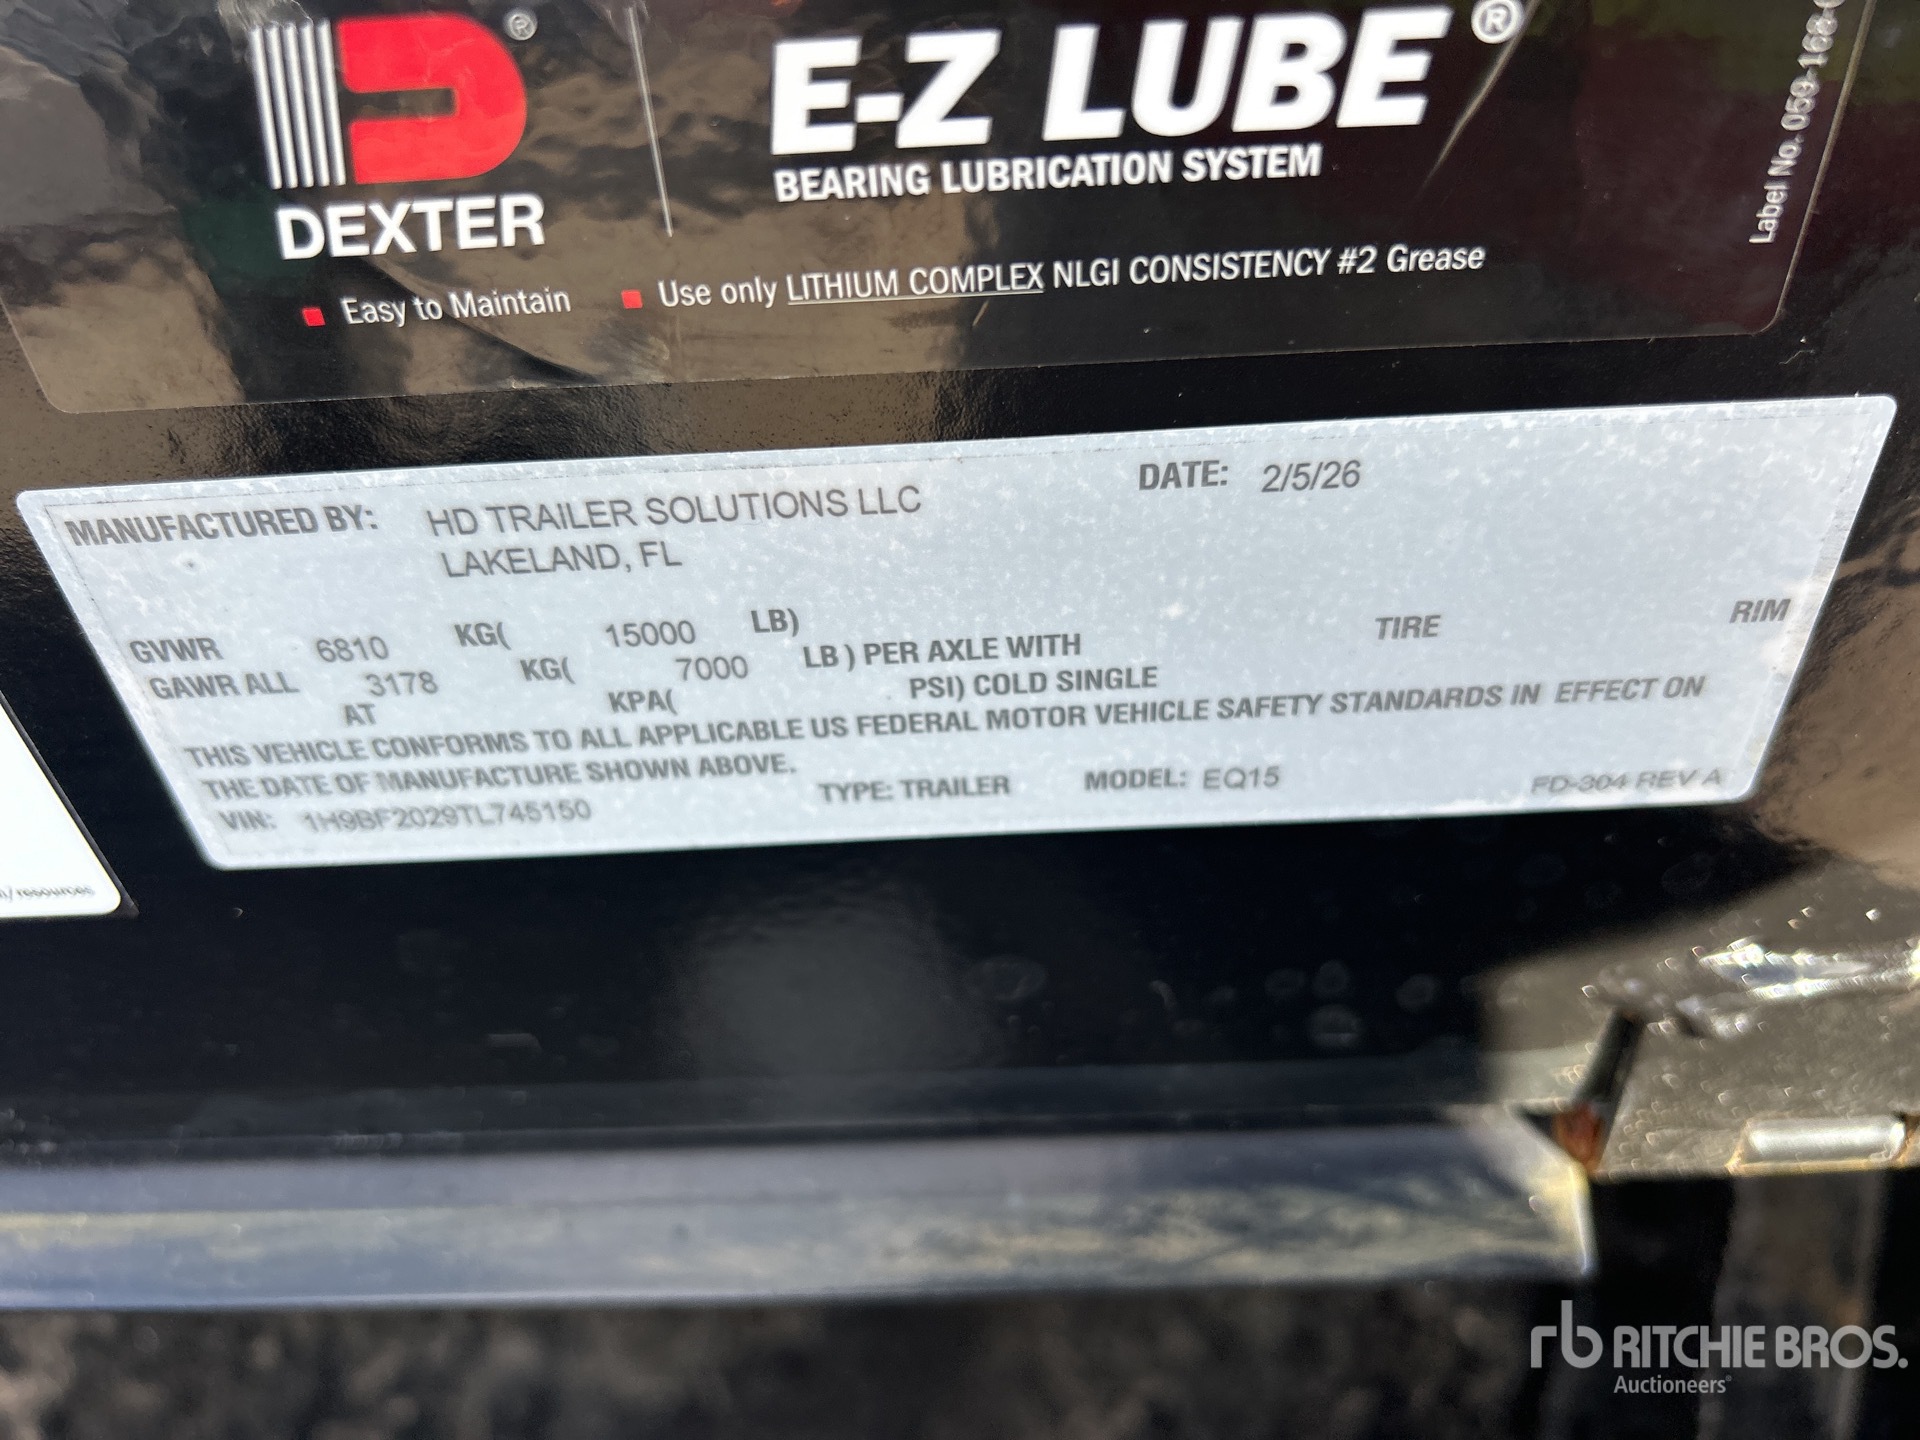 DEXTER®
E-Z LUBE®
BEARING LUBRICATION SYSTEM
Easy to Maintain
Use only LITHIUM COMPLEX NLGI CONSISTENCY #2 Grease
Label No. 059-168-
MANUFACTURED BY: HD TRAILER SOLUTIONS LLC DATE: 2/5/26
LAKELAND, FL
GVWR 6810 KG( 15000 LB)
GAWR ALL 3178 KG( 7000 LB ) PER AXLE WITH TIRE RIM
AT KPA( PSI) COLD SINGLE
THIS VEHICLE CONFORMS TO ALL APPLICABLE US FEDERAL MOTOR VEHICLE SAFETY STANDARDS IN EFFECT ON
THE DATE OF MANUFACTURE SHOWN ABOVE.
VIN: 1H9BF2029TL745150 TYPE: TRAILER MODEL: EQ15 FD-304 REV A
/resources
rb RITCHIE BROS.
Auctioneers